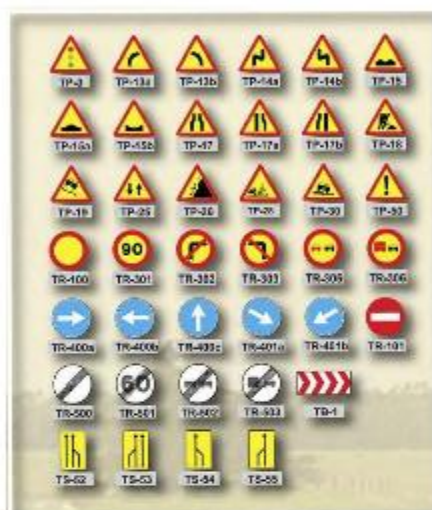 TP-3 TP-13a TP-13b TP-14a TP-14b TP-15
TP-15a TP-15b TP-17 TP-17a TP-17b TP-18
TP-19 TP-25 TP-26 TP-28 TP-30 TP-50
90
TR-100 TR-301 TR-302 TR-303 TR-305 TR-306
TR-400a TR-400b TR-400c TR-401a TR-401b TR-101
60
TR-500 TR-501 TR-502 TR-503 TB-1
TS-52 TS-53 TS-54 TS-55